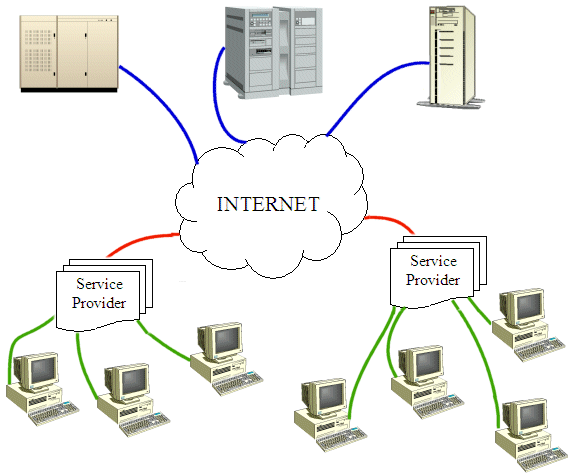 INTERNET
Service
Provider
Service
Provider